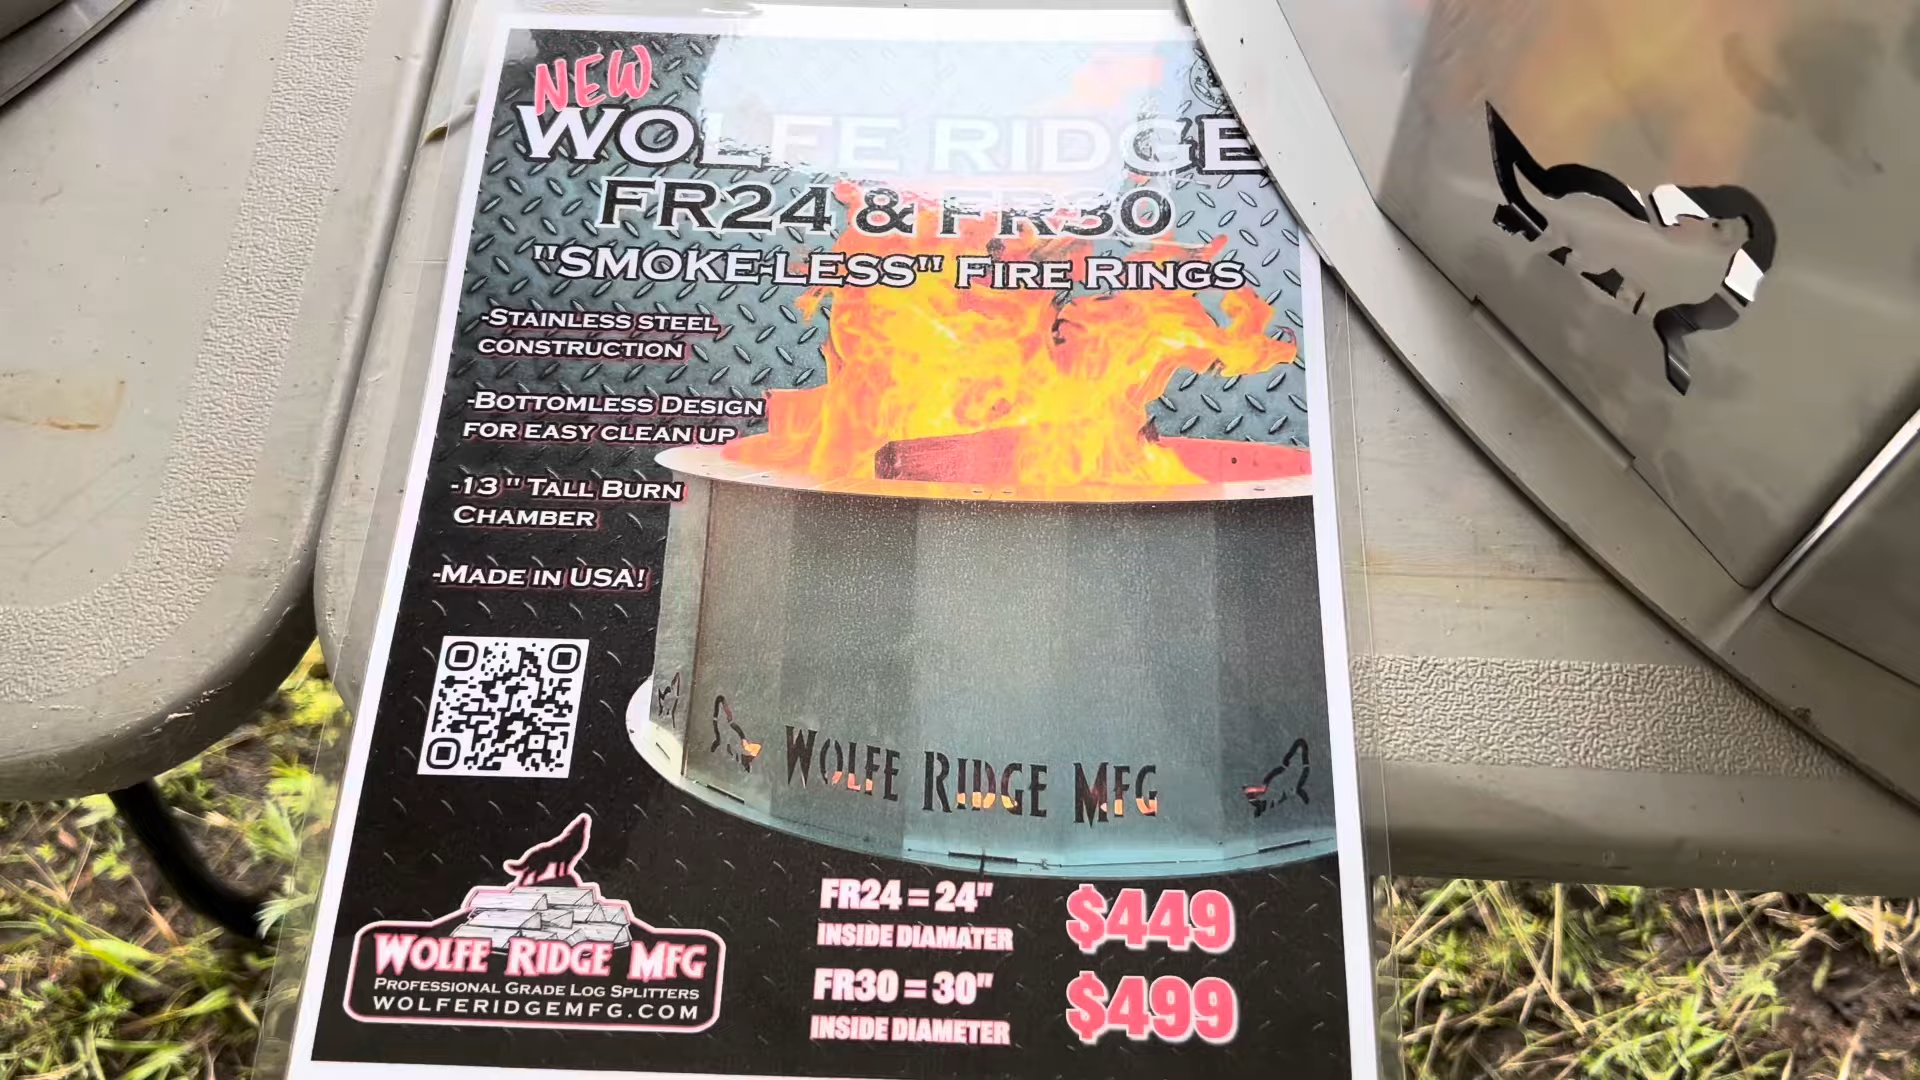 NEW
WOLFE RIDGE
FR24 & FR30
"SMOKE-LESS" FIRE RINGS
-STAINLESS STEEL
CONSTRUCTION
-BOTTOMLESS DESIGN
FOR EASY CLEAN UP
-13" TALL BURN
CHAMBER
-MADE IN USA!
WOLFE RIDGE MFG
FR24 = 24"
INSIDE DIAMATER
$449
FR30 = 30"
INSIDE DIAMETER
$499
WOLFE RIDGE MFG
PROFESSIONAL GRADE LOG SPLITTERS
WOLFERIDGEMFG.COM